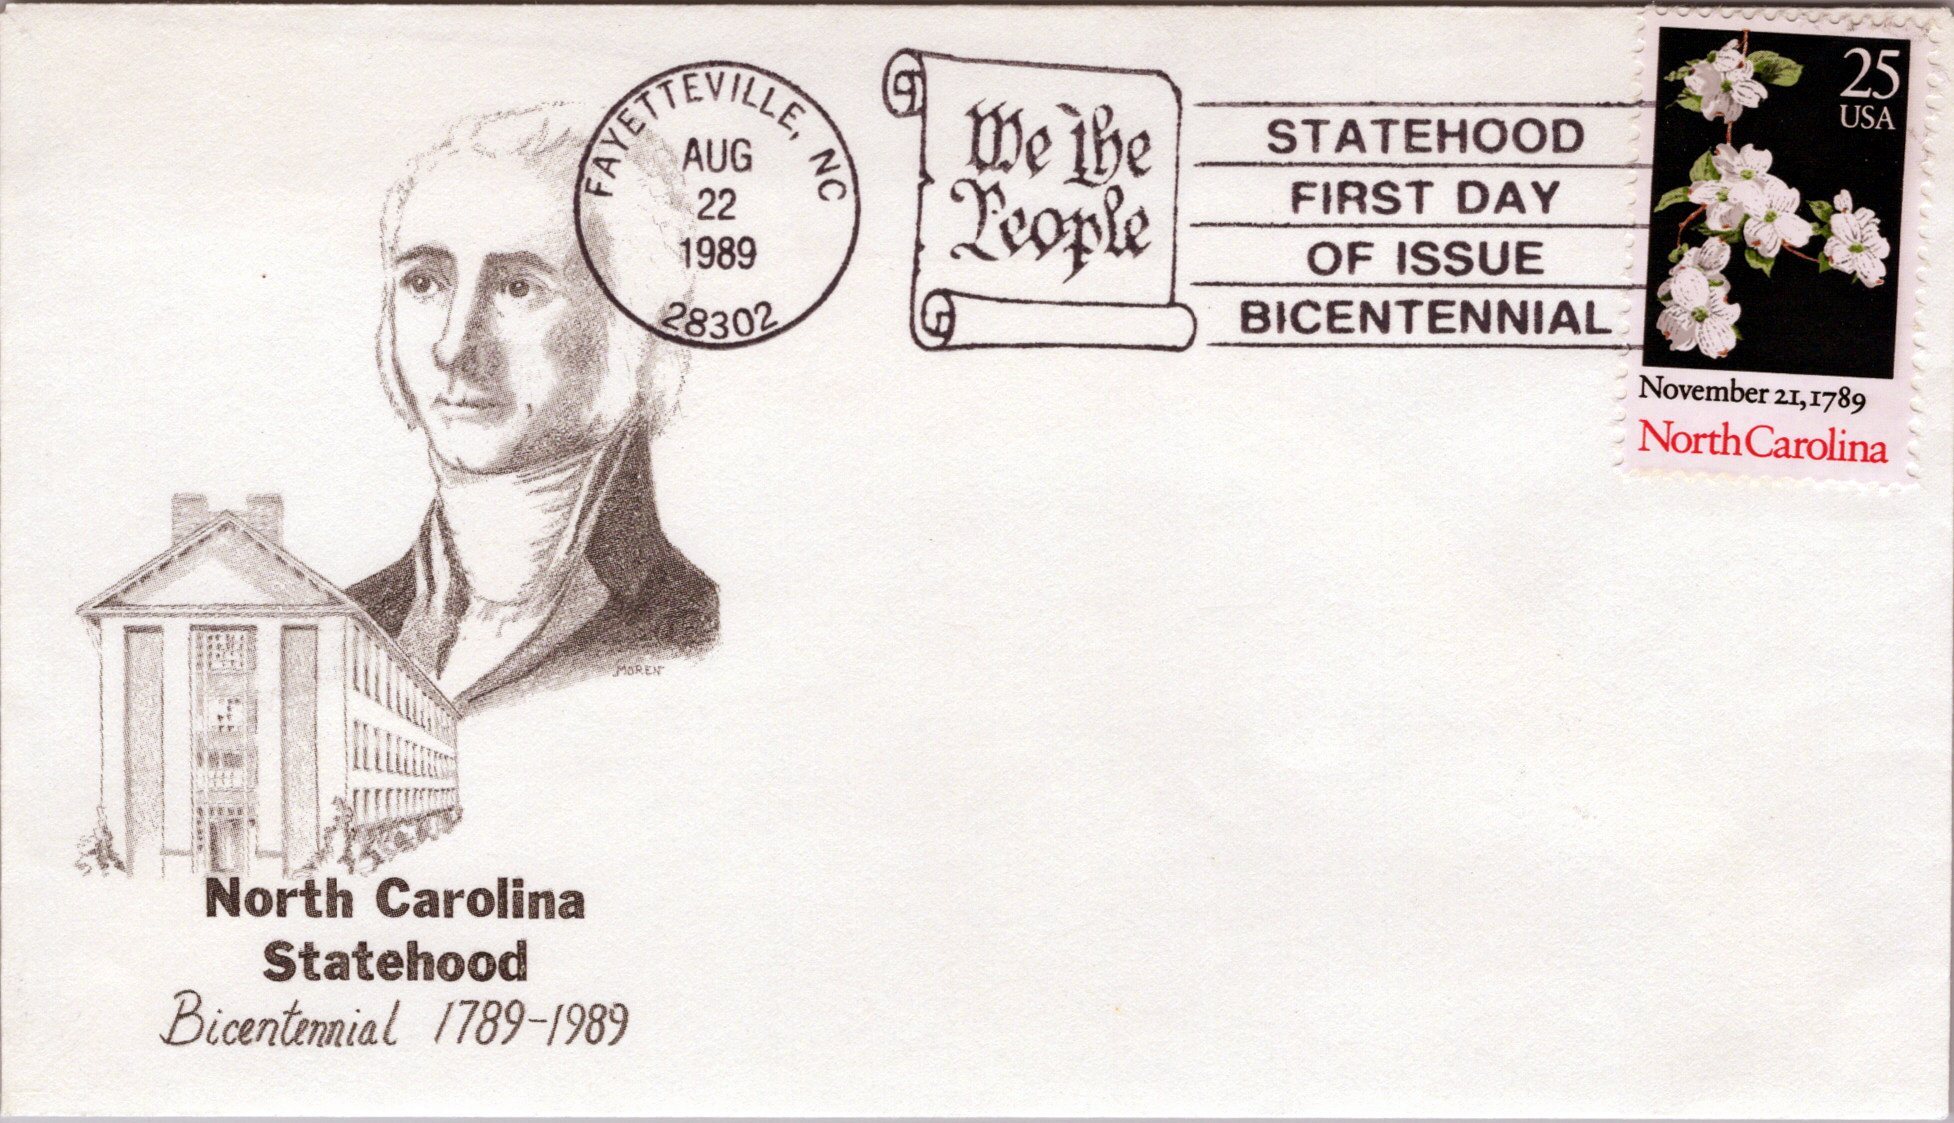 FAYETTEVILLE, NC
AUG
22
1989
28302
We The
People
STATEHOOD
FIRST DAY
OF ISSUE
BICENTENNIAL
25
USA
November 21, 1789
North Carolina
MOREN
North Carolina
Statehood
Bicentennial 1789-1989